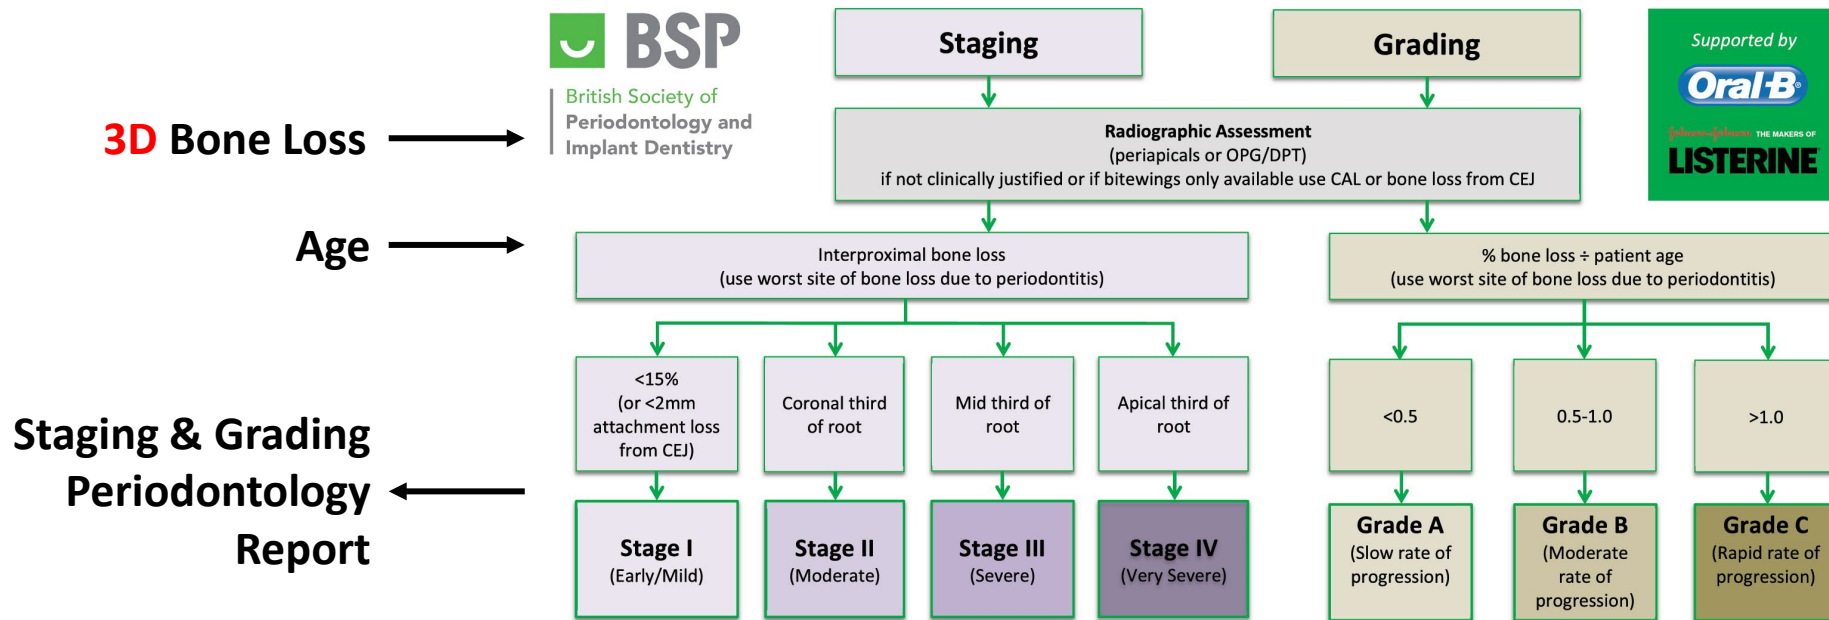 3D Bone Loss
Age
Staging & Grading
Periodontology
Report
BSP
British Society of
Periodontology and
Implant Dentistry
Staging
Grading
Supported by
Oral-B
Johnson & Johnson THE MAKERS OF
LISTERINE
Radiographic Assessment
(periapicals or OPG/DPT)
if not clinically justified or if bitewings only available use CAL or bone loss from CEJ
Interproximal bone loss
(use worst site of bone loss due to periodontitis)
% bone loss ÷ patient age
(use worst site of bone loss due to periodontitis)
<15%
(or <2mm
attachment loss
from CEJ)
Coronal third
of root
Mid third of
root
Apical third of
root
<0.5
0.5-1.0
>1.0
Stage I
(Early/Mild)
Stage II
(Moderate)
Stage III
(Severe)
Stage IV
(Very Severe)
Grade A
(Slow rate of
progression)
Grade B
(Moderate
rate of
progression)
Grade C
(Rapid rate of
progression)